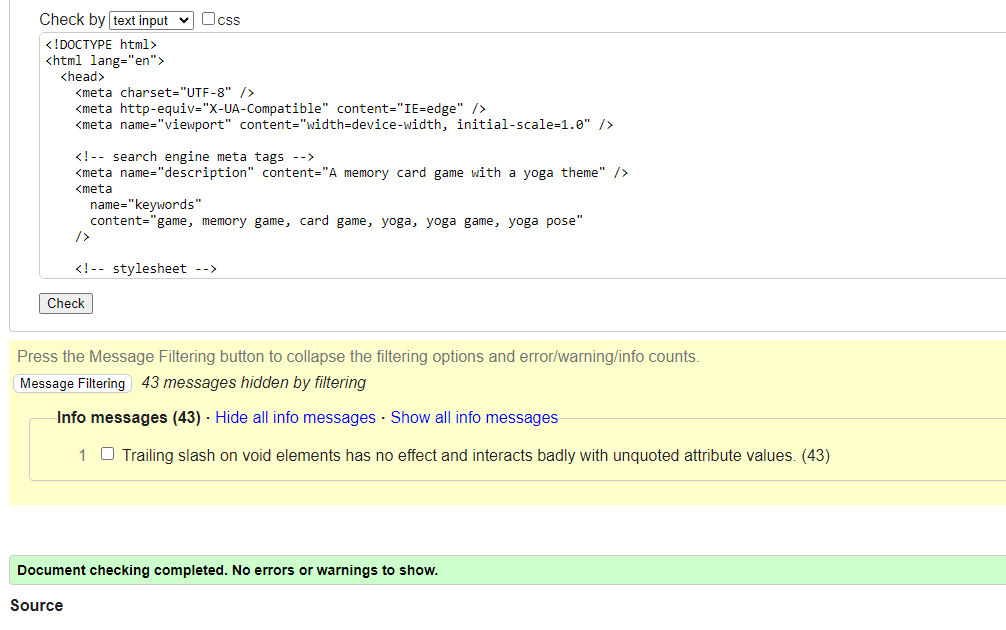 Check by text input css
<!DOCTYPE html>
<html lang="en">
<head>
<meta charset="UTF-8" />
<meta http-equiv="X-UA-Compatible" content="IE=edge" />
<meta name="viewport" content="width=device-width, initial-scale=1.0" />
<!-- search engine meta tags -->
<meta name="description" content="A memory card game with a yoga theme" />
<meta
name="keywords"
content="game, memory game, card game, yoga, yoga game, yoga pose"
/>
<!-- stylesheet -->
Check
Press the Message Filtering button to collapse the filtering options and error/warning/info counts.
Message Filtering 43 messages hidden by filtering
Info messages (43) · Hide all info messages · Show all info messages
1 Trailing slash on void elements has no effect and interacts badly with unquoted attribute values. (43)
Document checking completed. No errors or warnings to show.
Source